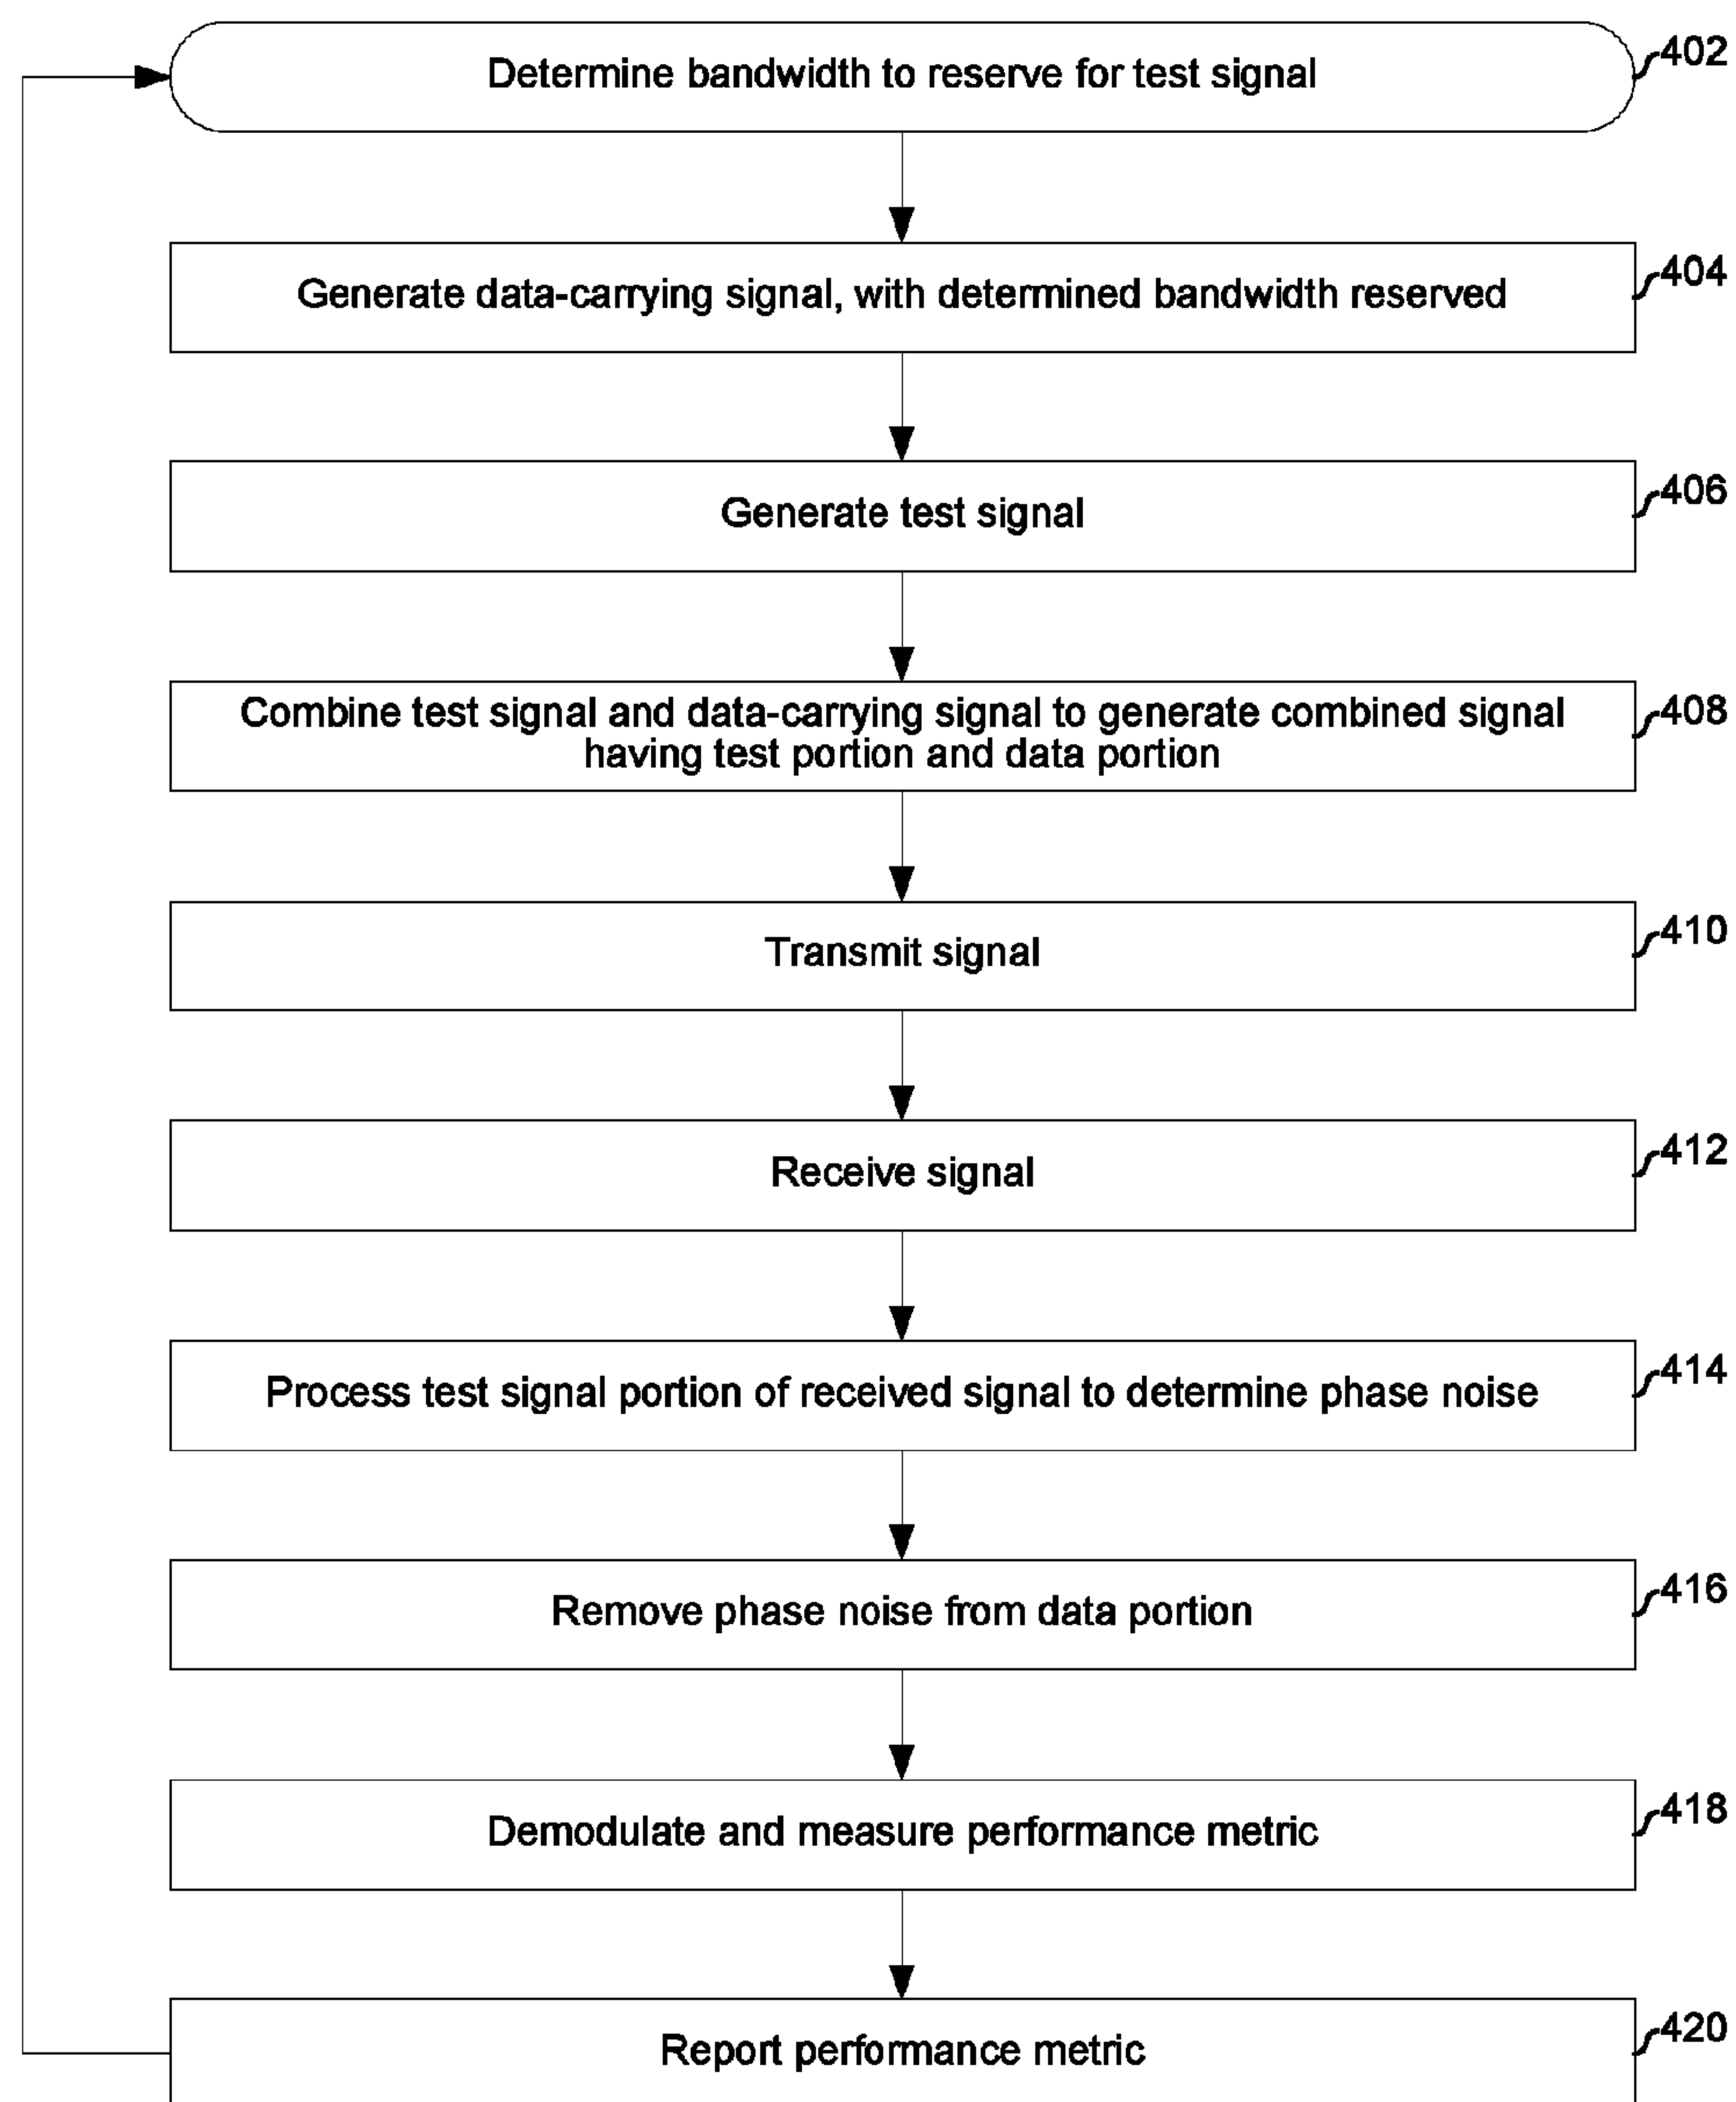 Determine bandwidth to reserve for test signal
402
Generate data-carrying signal, with determined bandwidth reserved
404
Generate test signal
406
Combine test signal and data-carrying signal to generate combined signal
having test portion and data portion
408
Transmit signal
410
Receive signal
412
Process test signal portion of received signal to determine phase noise
414
Remove phase noise from data portion
416
Demodulate and measure performance metric
418
Report performance metric
420